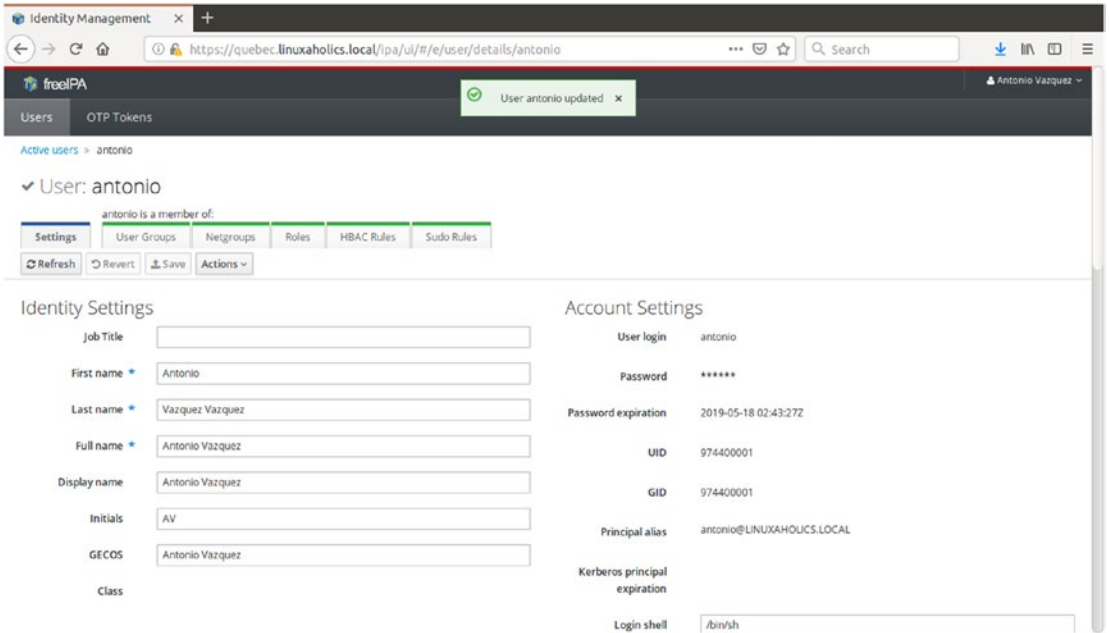 Identity Management
https://quebec.linuxaholics.local/ipa/ui/#/e/user/details/antonio
Search
freeIPA
User antonio updated
Antonio Vazquez
Users OTP Tokens
Active users » antonio
User: antonio
antonio is a member of:
Settings User Groups Netgroups Roles HBAC Rules Sudo Rules
Refresh Revert Save Actions
Identity Settings
Job Title
First name * Antonio
Last name * Vazquez Vazquez
Full name * Antonio Vazquez
Display name Antonio Vazquez
Initials AV
GECOS Antonio Vazquez
Class
Account Settings
User login antonio
Password ******
Password expiration 2019-05-18 02:43:27Z
UID 974400001
GID 974400001
Principal alias antonio@LINUXAHOLICS.LOCAL
Kerberos principal
expiration
Login shell /bin/sh